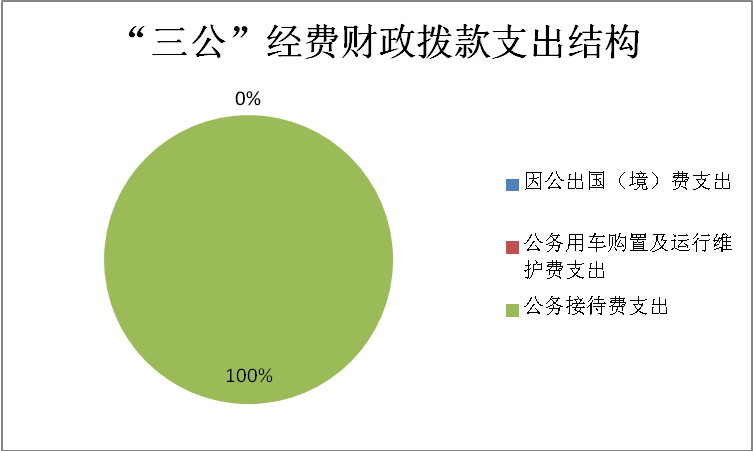 “三公”经费财政拨款支出结构
0%
100%
因公出国（境）费支出
公务用车购置及运行维
护费支出
公务接待费支出